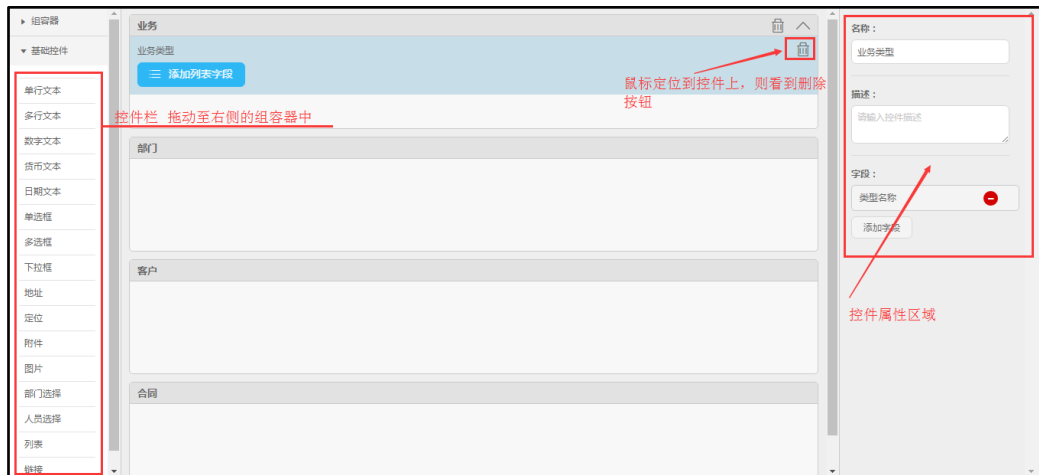 组容器
基础控件
单行文本
多行文本
数字文本
货币文本
日期文本
单选框
多选框
下拉框
地址
定位
附件
图片
部门选择
人员选择
列表
链接
控件栏 拖动至右侧的组容器中
业务
业务类型
添加列表字段
鼠标定位到控件上，则看到删除
按钮
部门
客户
合同
名称：
业务类型
描述：
请输入控件描述
字段：
类型名称
添加字段
控件属性区域